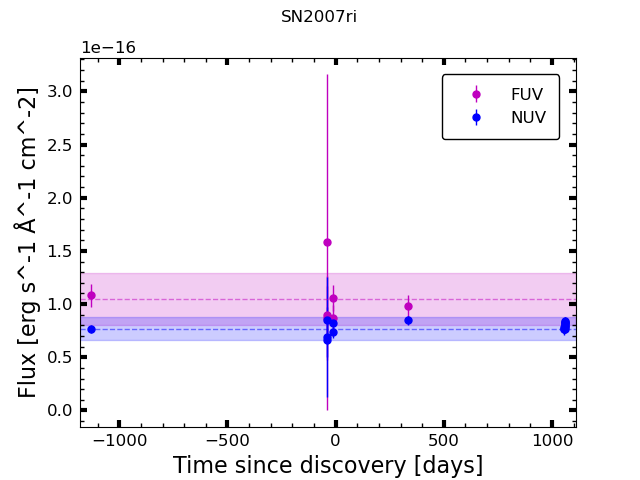 SN2007ri
1e−16
FUV
NUV
3.0
2.5
2.0
1.5
1.0
0.5
0.0
Flux [erg s^-1 Å^-1 cm^-2]
−1000
−500
0
500
1000
Time since discovery [days]